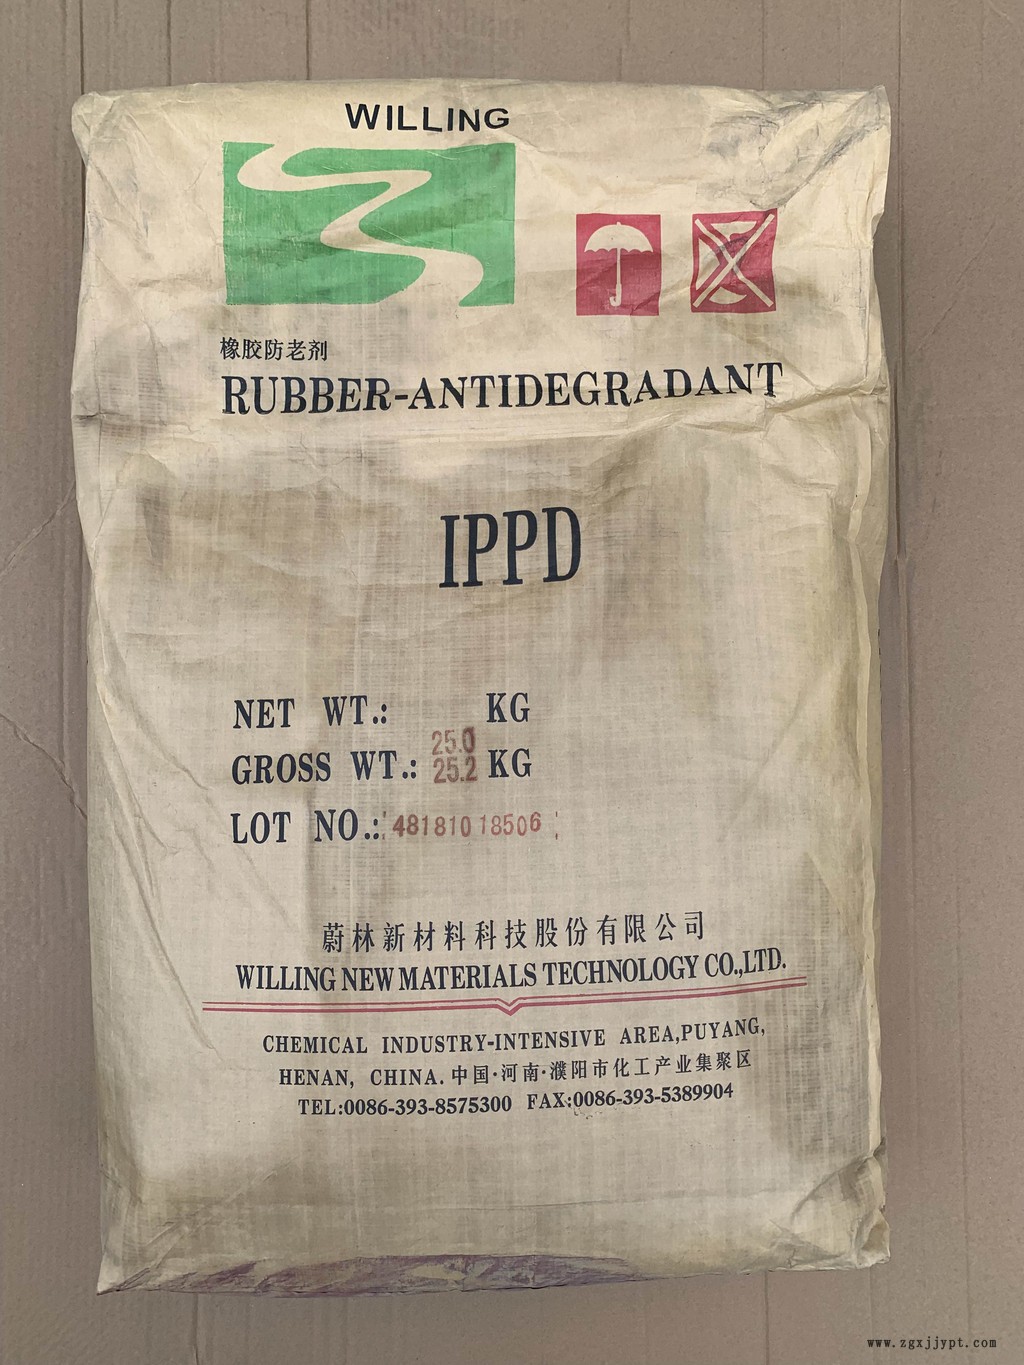 WILLING
橡胶防老剂
RUBBER-ANTIDEGRADANT
IPPD
NET WT.: 25.0 KG
GROSS WT.: 25.2 KG
LOT NO.: 481810 18506
蔚林新材料科技股份有限公司
WILLING NEW MATERIALS TECHNOLOGY CO.,LTD.
CHEMICAL INDUSTRY-INTENSIVE AREA,PUYANG,
HENAN, CHINA. 中国·河南·濮阳市化工产业集聚区
TEL:0086-393-8575300 FAX:0086-393-5389904
www.zgxjjypt.com